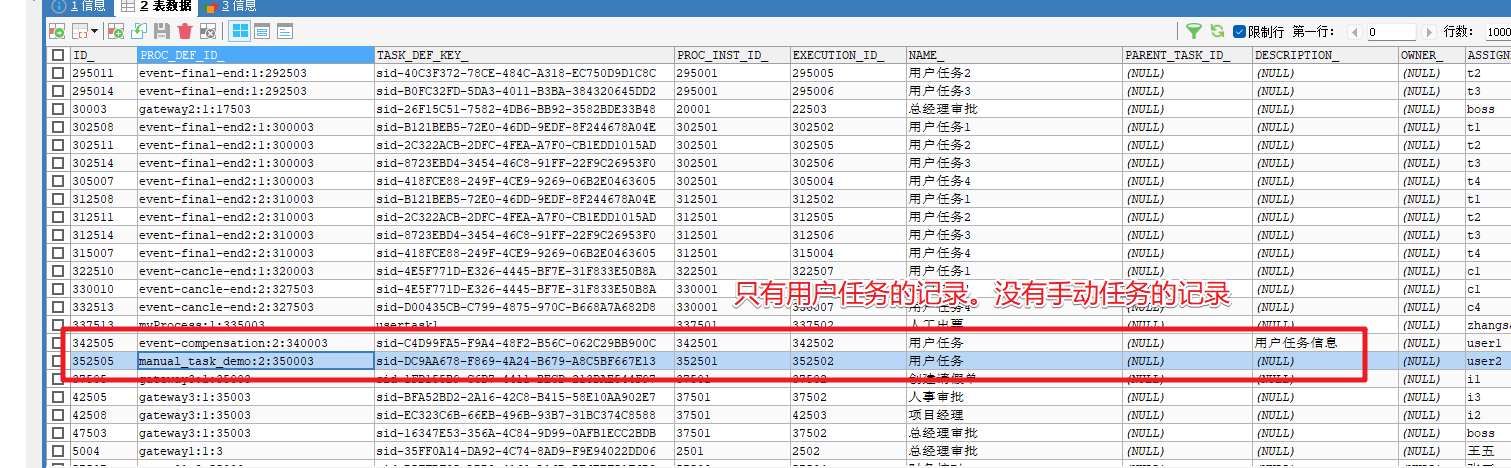 1 信息 2 表数据 3 信息
限制行 第一行: 0 行数: 1000
ID_ PROC_DEF_ID_ TASK_DEF_KEY_ PROC_INST_ID_ EXECUTION_ID_ NAME_ PARENT_TASK_ID_ DESCRIPTION_ OWNER_ ASSIGN
295011 event-final-end:1:292503 sid-40C3F372-78CE-484C-A318-EC750D9D1C8C 295001 295005 用户任务2 (NULL) (NULL) (NULL) t2
295014 event-final-end:1:292503 sid-B0FC32FD-5DA3-4011-B3BA-384320645DD2 295001 295006 用户任务3 (NULL) (NULL) (NULL) t3
30003 gateway2:1:17503 sid-26F15C51-7582-4DB6-BB92-3582BDE33B48 20001 22503 总经理审批 (NULL) (NULL) (NULL) boss
302508 event-final-end2:1:300003 sid-B121BEB5-72E0-46DD-9EDF-8F244678A04E 302501 302502 用户任务1 (NULL) (NULL) (NULL) t1
302511 event-final-end2:1:300003 sid-2C322ACB-2DFC-4FEA-A7F0-CB1EDD1015AD 302501 302505 用户任务2 (NULL) (NULL) (NULL) t2
302514 event-final-end2:1:300003 sid-8723EBD4-3454-46C8-91FF-22F9C26953F0 302501 302506 用户任务3 (NULL) (NULL) (NULL) t3
305007 event-final-end2:1:300003 sid-418FCE88-249F-4CE9-9269-06B2E0463605 302501 305004 用户任务4 (NULL) (NULL) (NULL) t4
312508 event-final-end2:2:310003 sid-B121BEB5-72E0-46DD-9EDF-8F244678A04E 312501 312502 用户任务1 (NULL) (NULL) (NULL) t1
312511 event-final-end2:2:310003 sid-2C322ACB-2DFC-4FEA-A7F0-CB1EDD1015AD 312501 312505 用户任务2 (NULL) (NULL) (NULL) t2
312514 event-final-end2:2:310003 sid-8723EBD4-3454-46C8-91FF-22F9C26953F0 312501 312506 用户任务3 (NULL) (NULL) (NULL) t3
315007 event-final-end2:2:310003 sid-418FCE88-249F-4CE9-9269-06B2E0463605 312501 315004 用户任务4 (NULL) (NULL) (NULL) t4
322510 event-cancle-end:1:320003 sid-4E5F771D-E326-4445-BF7E-31F833E50B8A 322501 322507 用户任务1 (NULL) (NULL) (NULL) c1
330010 event-cancle-end:2:327503 sid-4E5F771D-E326-4445-BF7E-31F833E50B8A 330001 (NULL) (NULL) c1
只有用户任务的记录。没有手动任务的记录
332513 event-cancle-end:2:327503 sid-D00435CB-C799-4875-970C-B668A7A682D8 330001 (NULL) (NULL) c4
337513 myProcess:1:335003 usertask1 337501 337502 人工出票 (NULL) (NULL) (NULL) zhangsa
342505 event-compensation:2:340003 sid-C4D99FA5-F9A4-48F2-B56C-062C29BB900C 342501 342502 用户任务 (NULL) 用户任务信息 (NULL) user1
352505 manual_task_demo:2:350003 sid-DC9AA678-F869-4A24-B679-A8C5BF667E13 352501 352502 用户任务 (NULL) (NULL) (NULL) user2
37505 gateway3:1:35003 37501 37502 创建请假单 (NULL) (NULL) (NULL) i1
42505 gateway3:1:35003 sid-BFA52BD2-2A16-42C8-B415-58E10AA902E7 37501 37502 人事审批 (NULL) (NULL) (NULL) i3
42508 gateway3:1:35003 sid-EC323C6B-66EB-496B-93B7-31BC374C8588 37501 42503 项目经理 (NULL) (NULL) (NULL) i2
47503 gateway3:1:35003 sid-16347E53-356A-4C84-9D99-0AFB1ECC2BDB 37501 37502 总经理审批 (NULL) (NULL) (NULL) boss
5004 gateway1:1:3 sid-35FF0A14-DA92-4C74-8AD9-F9E94022DD06 2501 2502 总经理审批 (NULL) (NULL) (NULL) 王五